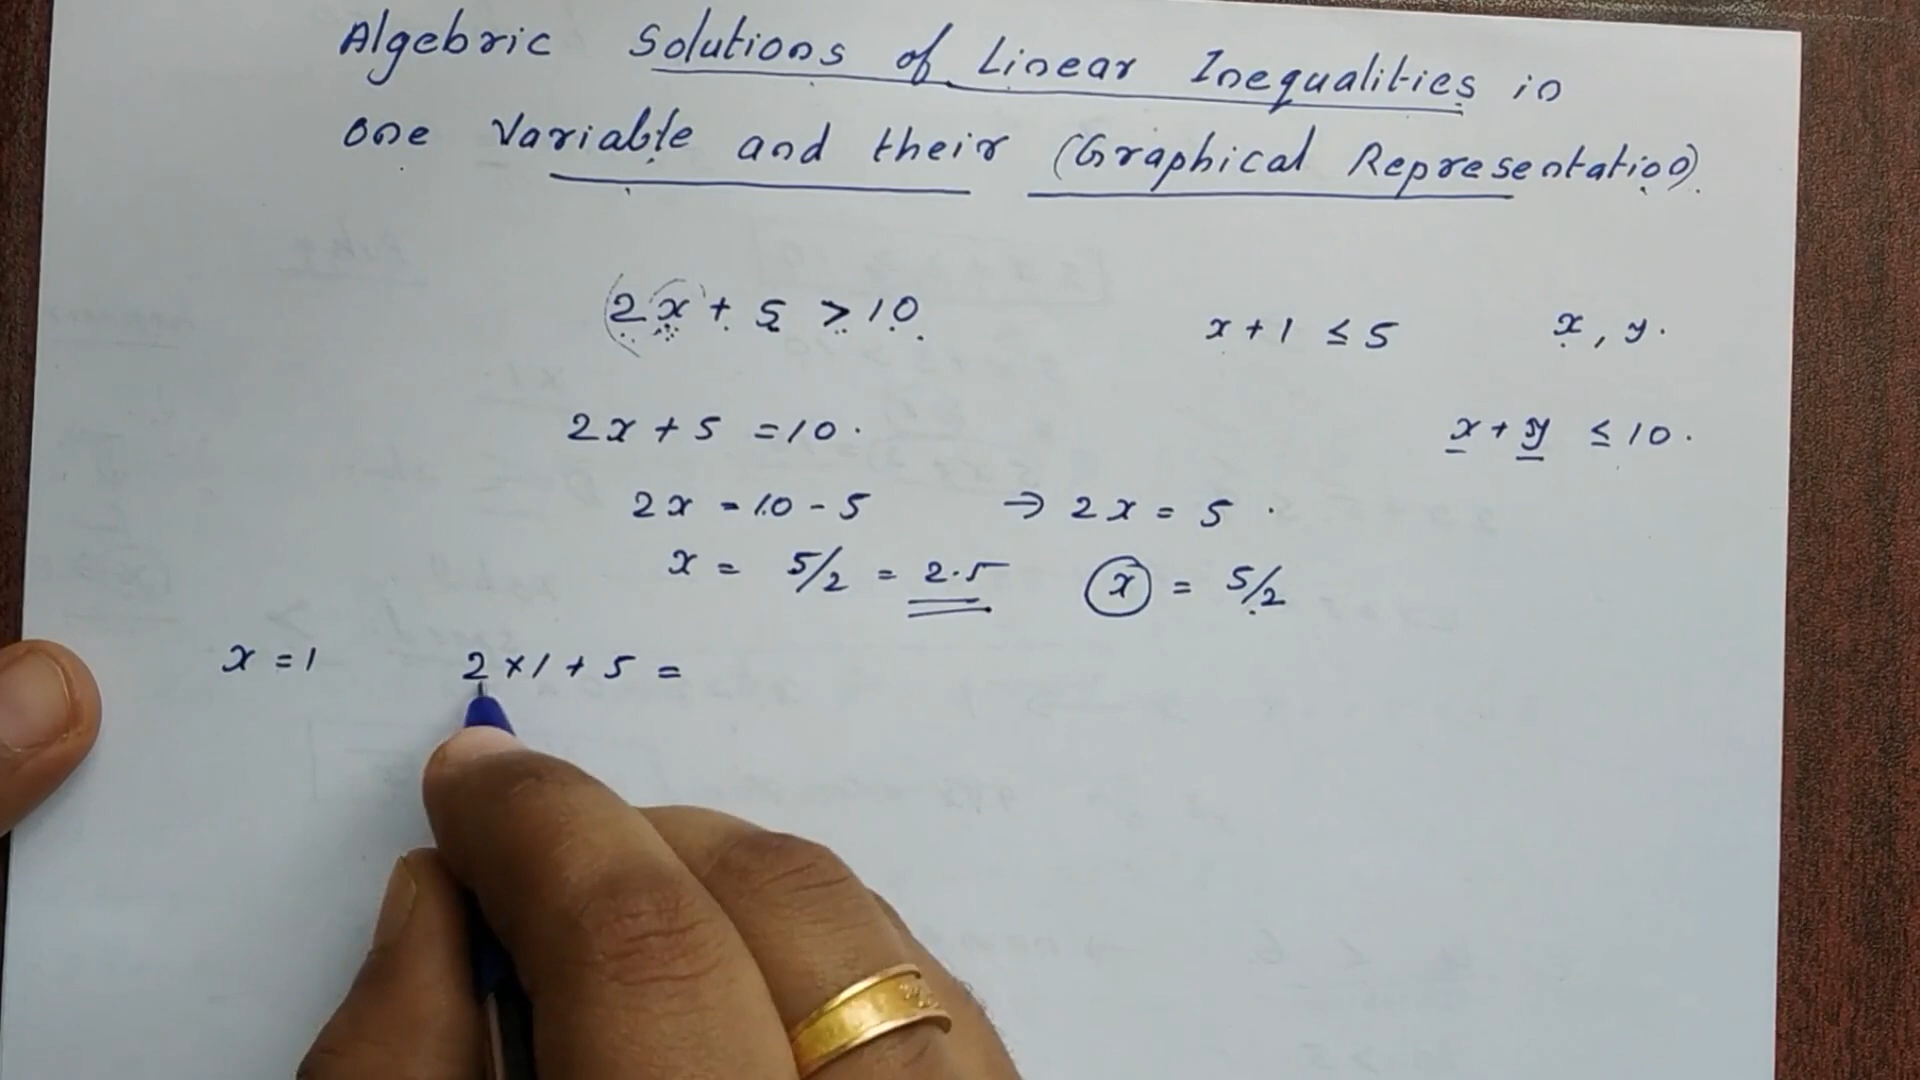 Algebric Solutions of Linear Inequalities in
one Variable and their (Graphical Representation).
2x + 5 > 10.
x + 1 ≤ 5
x, y.
2x + 5 = 10.
x + y ≤ 10.
2x = 10 - 5 → 2x = 5.
x = 5/2 = 2.5 x = 5/2
x = 1 2 × 1 + 5 =